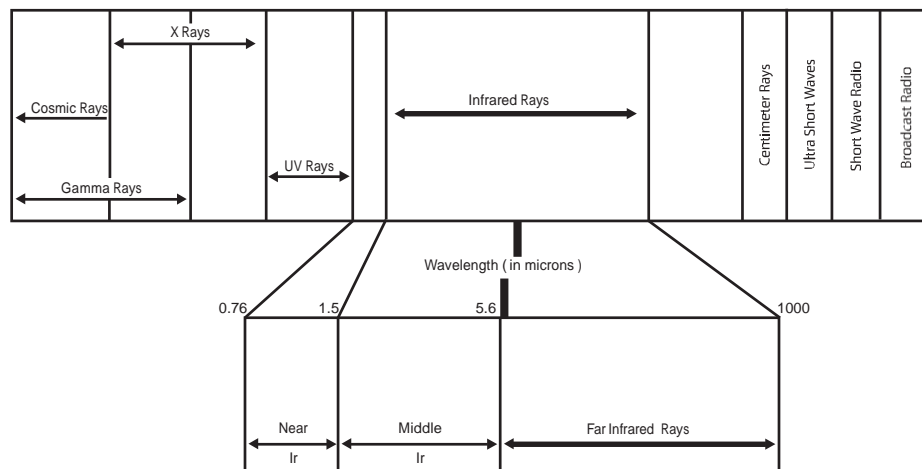 X Rays
Cosmic Rays
Infrared Rays
UV Rays
Gamma Rays
Centimeter Rays
Ultra Short Waves
Short Wave Radio
Broadcast Radio
Wavelength ( in microns )
0.76
1.5
5.6
1000
Near
Ir
Middle
Ir
Far Infrared Rays